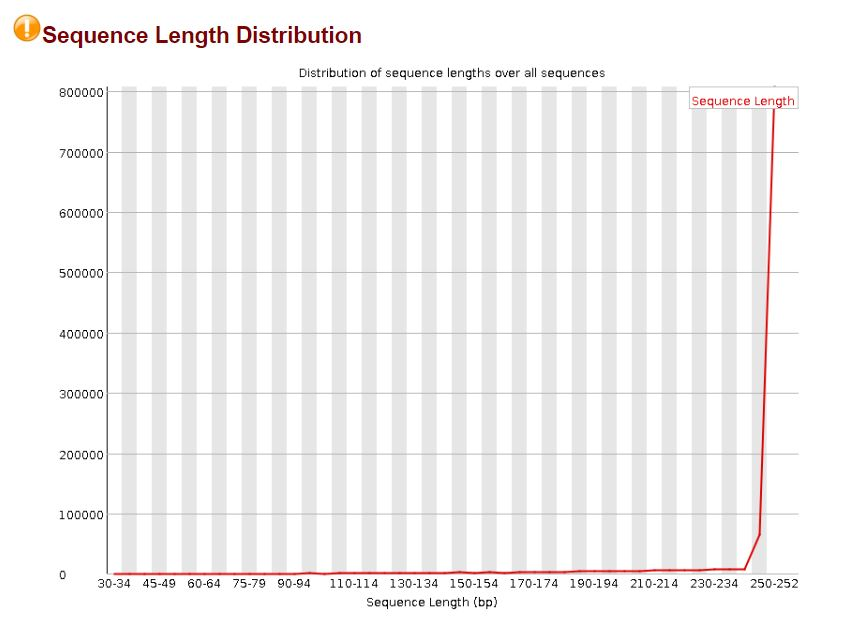 Sequence Length Distribution
Distribution of sequence lengths over all sequences
Sequence Length
800000
700000
600000
500000
400000
300000
200000
100000
0
30-34 45-49 60-64 75-79 90-94 110-114 130-134 150-154 170-174 190-194 210-214 230-234 250-252
Sequence Length (bp)